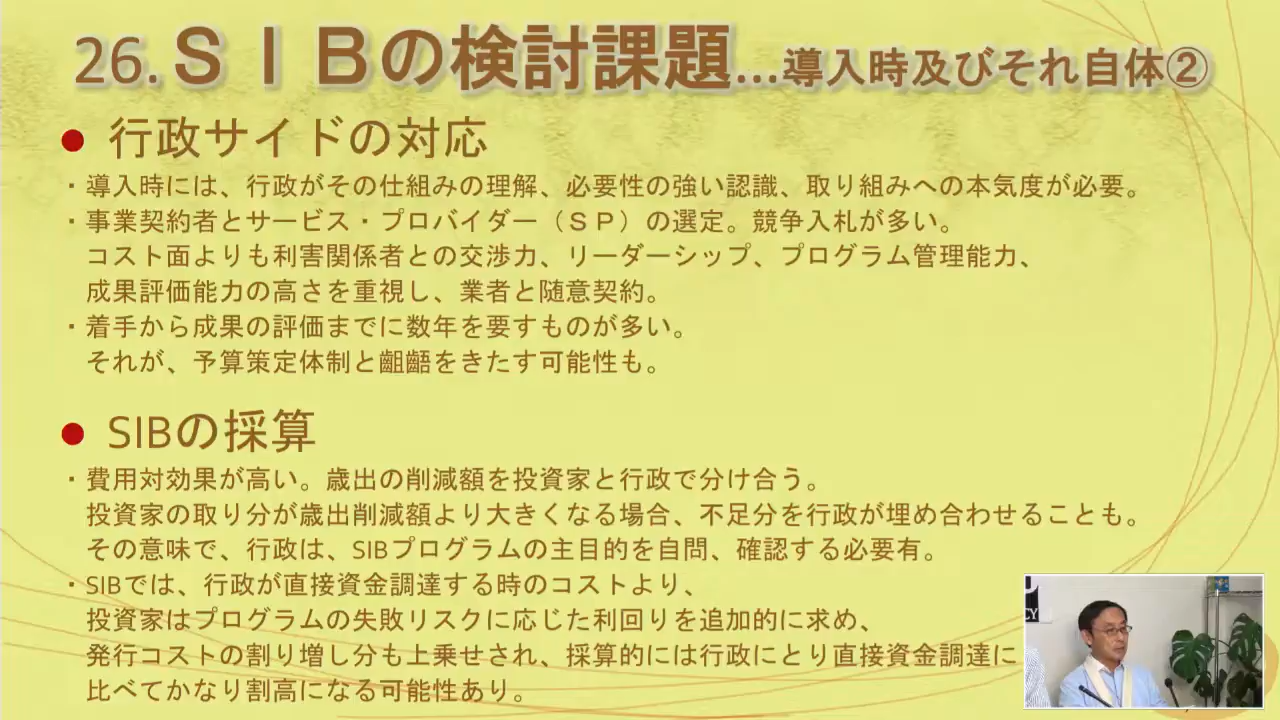 26.ＳＩＢの検討課題…導入時及びそれ自体②
● 行政サイドの対応
・導入時には、行政がその仕組みの理解、必要性の強い認識、取り組みへの本気度が必要。
・事業契約者とサービス・プロバイダー（ＳＰ）の選定。競争入札が多い。
コスト面よりも利害関係者との交渉力、リーダーシップ、プログラム管理能力、
成果評価能力の高さを重視し、業者と随意契約。
・着手から成果の評価までに数年を要すものが多い。
それが、予算策定体制と齟齬をきたす可能性も。
● SIBの採算
・費用対効果が高い。歳出の削減額を投資家と行政で分け合う。
投資家の取り分が歳出削減額より大きくなる場合、不足分を行政が埋め合わせることも。
その意味で、行政は、SIBプログラムの主目的を自問、確認する必要有。
・SIBでは、行政が直接資金調達する時のコストより、
投資家はプログラムの失敗リスクに応じた利回りを追加的に求め、
発行コストの割り増し分も上乗せされ、採算的には行政にとり直接資金調達に
比べてかなり割高になる可能性あり。
CY